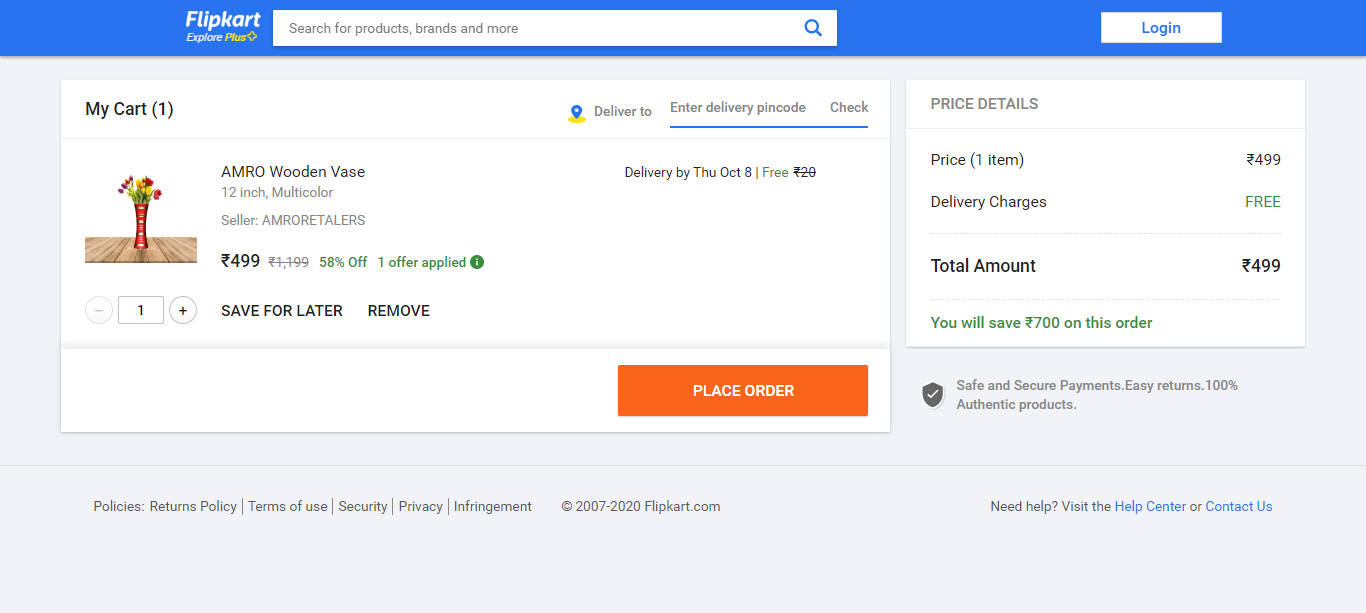 Flipkart
Explore Plus
Search for products, brands and more
Login
My Cart (1)
Deliver to
Enter delivery pincode
Check
AMRO Wooden Vase
12 inch, Multicolor
Seller: AMRORETALERS
₹499 ₹1,199 58% Off 1 offer applied
Delivery by Thu Oct 8 | Free ₹20
− 1 + SAVE FOR LATER REMOVE
PLACE ORDER
PRICE DETAILS
Price (1 item) ₹499
Delivery Charges FREE
Total Amount ₹499
You will save ₹700 on this order
Safe and Secure Payments.Easy returns.100%
Authentic products.
Policies: Returns Policy | Terms of use | Security | Privacy | Infringement © 2007-2020 Flipkart.com Need help? Visit the Help Center or Contact Us